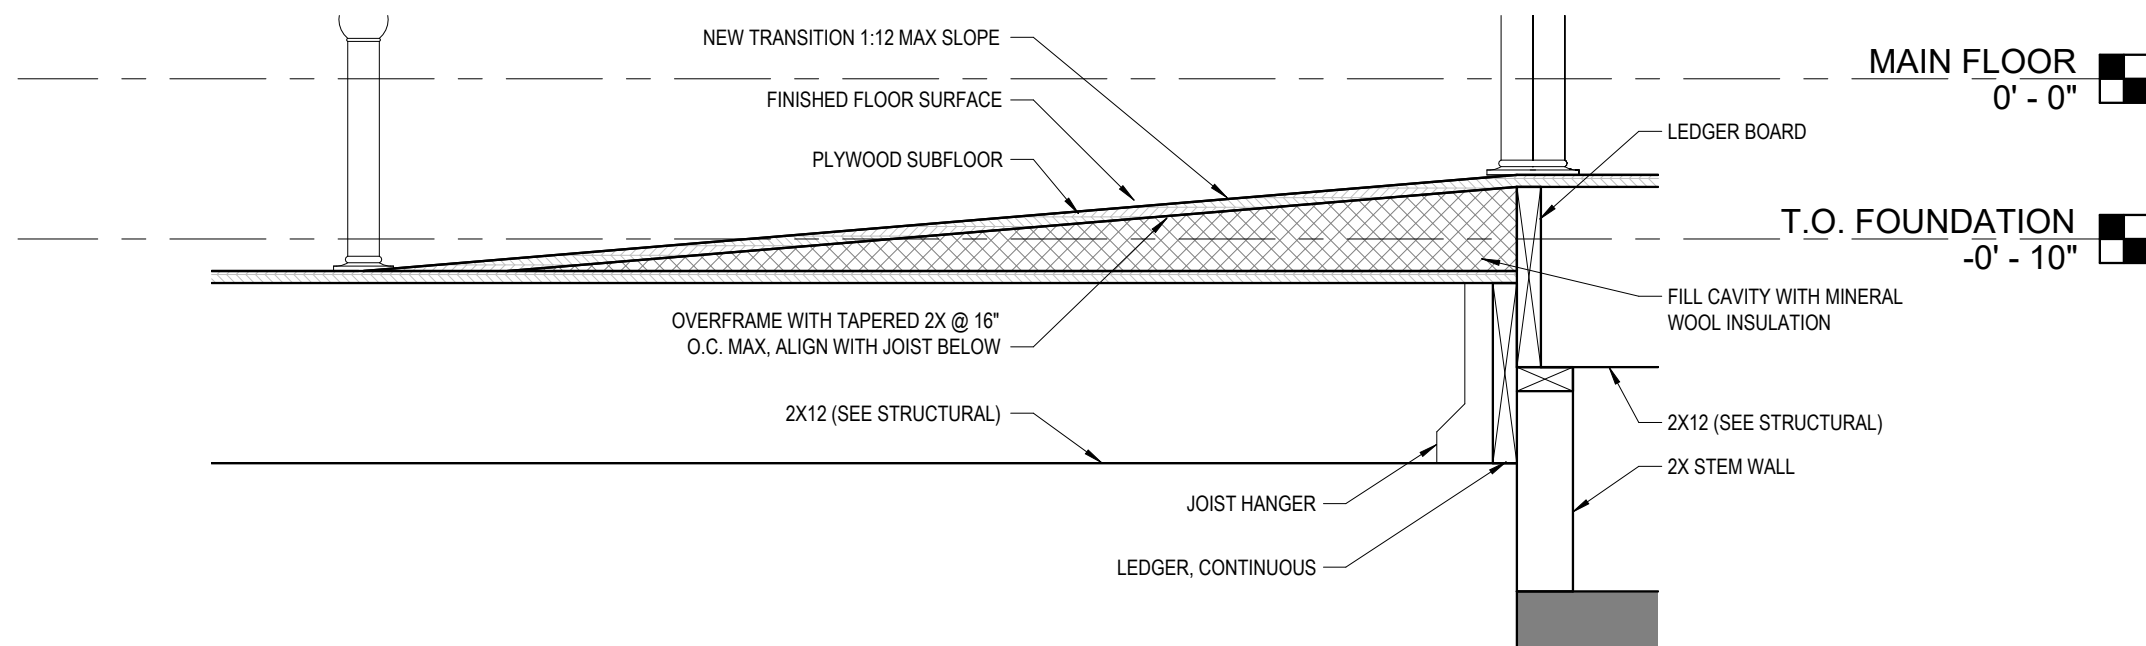 NEW TRANSITION 1:12 MAX SLOPE
MAIN FLOOR
0' - 0"
FINISHED FLOOR SURFACE
LEDGER BOARD
PLYWOOD SUBFLOOR
T.O. FOUNDATION
-0' - 10"
FILL CAVITY WITH MINERAL
WOOL INSULATION
OVERFRAME WITH TAPERED 2X @ 16"
O.C. MAX, ALIGN WITH JOIST BELOW
2X12 (SEE STRUCTURAL)
2X12 (SEE STRUCTURAL)
2X STEM WALL
JOIST HANGER
LEDGER, CONTINUOUS